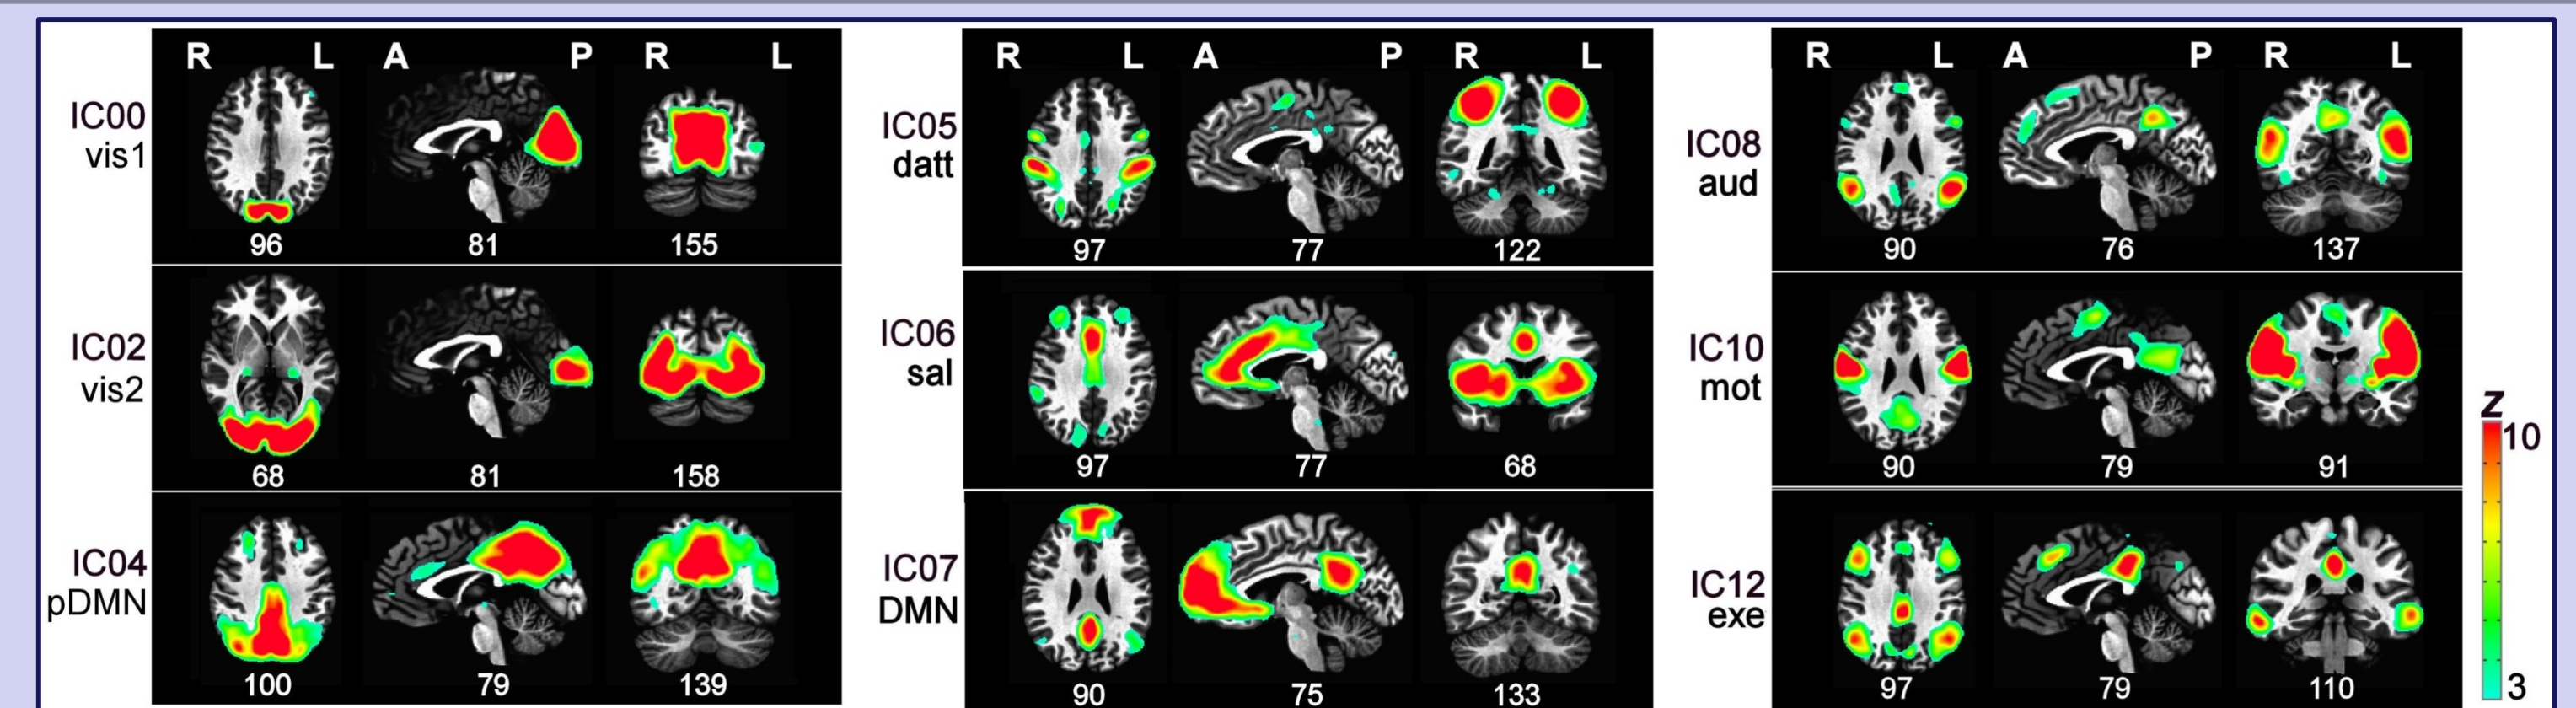 R L A P R L
IC00
vis1
96 81 155
IC02
vis2
68 81 158
IC04
pDMN
100 79 139
R L A P R L
IC05
datt
97 77 122
IC06
sal
97 77 68
IC07
DMN
90 75 133
R L A P R L
IC08
aud
90 76 137
IC10
mot
90 79 91
IC12
exe
97 79 110
z
10
3